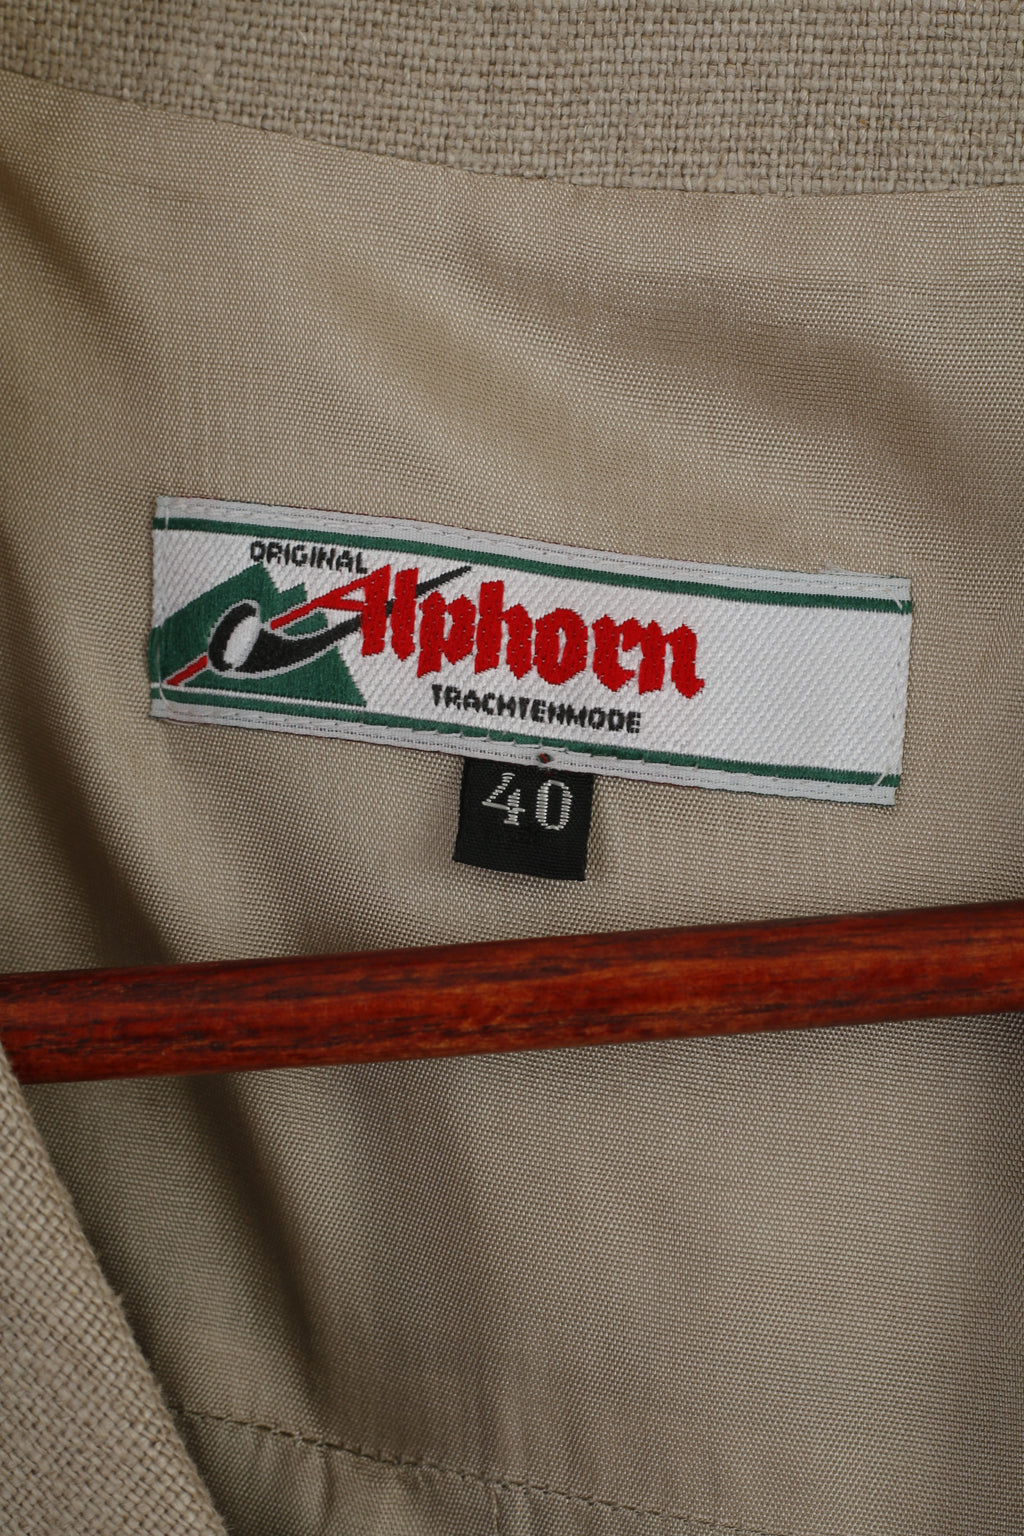 ORIGINAL
Alphorn
TRACHTENMODE
40